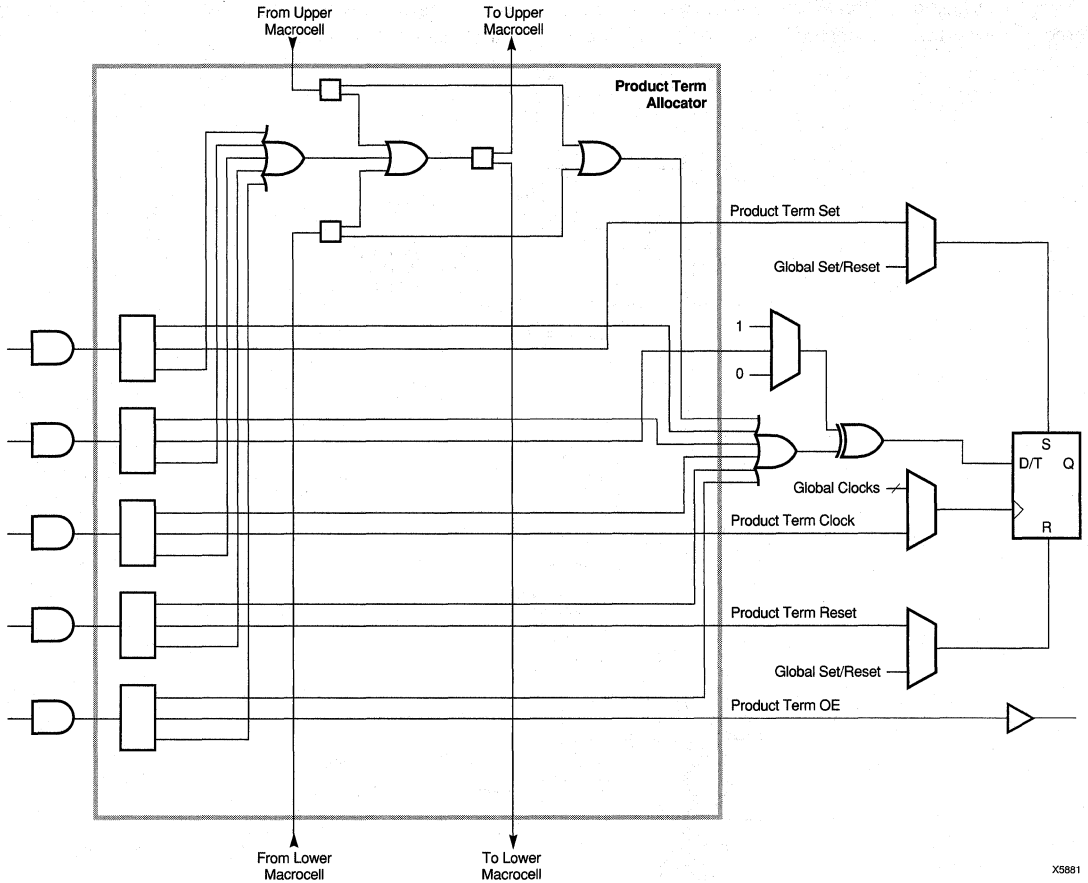 From Upper
Macrocell
To Upper
Macrocell
Product Term
Allocator
Product Term Set
Global Set/Reset
1
0
S
D/T Q
R
Global Clocks
Product Term Clock
Product Term Reset
Global Set/Reset
Product Term OE
From Lower
Macrocell
To Lower
Macrocell
X5881